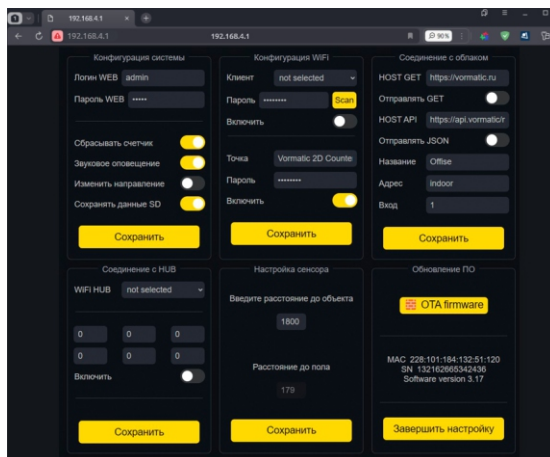 1
192.168.4.1
192.168.4.1
192.168.4.1
90%
Конфигурация системы
Логин WEB admin
Пароль WEB •••••
Сбрасывать счетчик
Звуковое оповещение
Изменить направление
Сохранять данные SD
Сохранить
Конфигурация WiFi
Клиент not selected
Пароль •••••••• Scan
Включить
Точка Vormatic 2D Counte
Пароль ••••••••
Включить
Сохранить
Соединение с облаком
HOST GET https://vormatic.ru
Отправлять GET
HOST API https://api.vormatic/r
Отправлять JSON
Название Offise
Адрес Indoor
Вход 1
Сохранить
Соединение с HUB
WiFi HUB not selected
0 0 0
0 0 0
Включить
Сохранить
Настройка сенсора
Введите расстояние до объекта
1800
Расстояние до пола
179
Сохранить
Обновление ПО
OTA firmware
MAC 228:101:184:132:51:120
SN 132162665342436
Software version 3.17
Завершить настройку